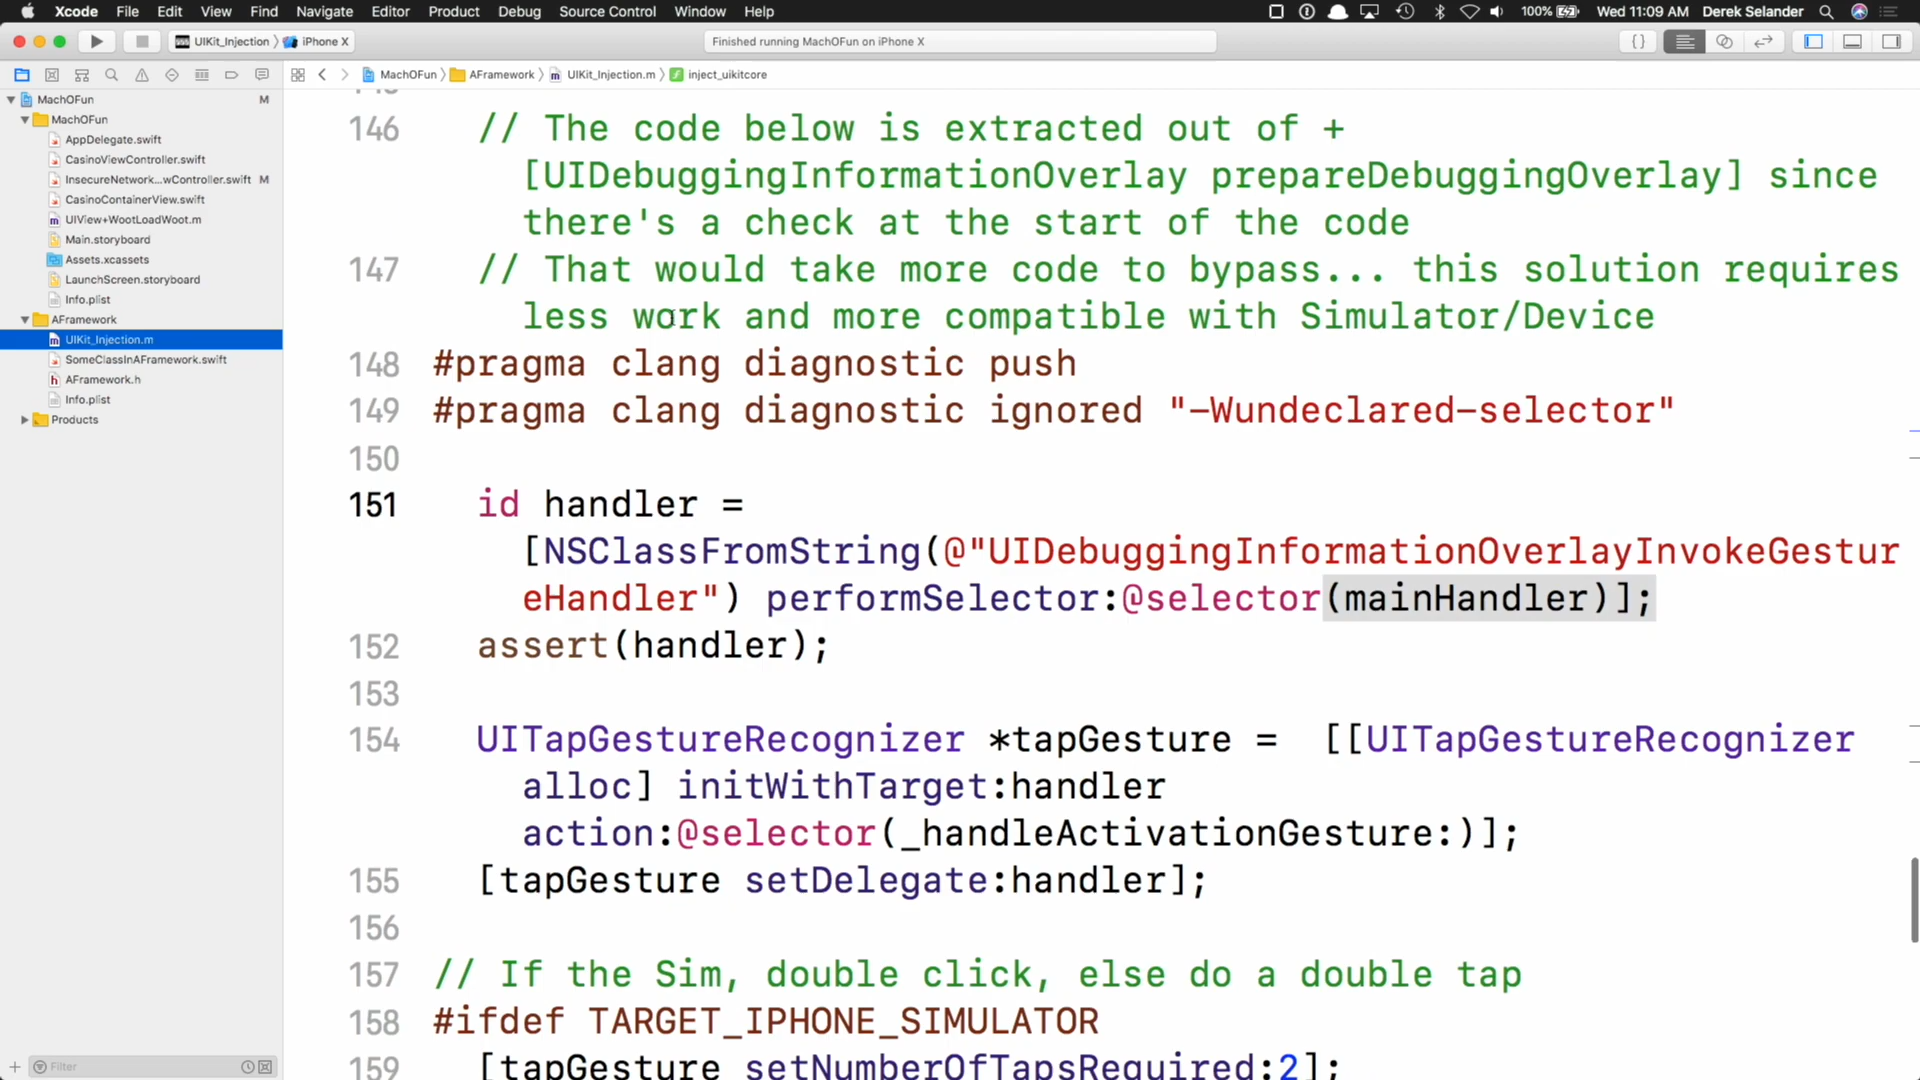 Xcode File Edit View Find Navigate Editor Product Debug Source Control Window Help 100% Wed 11:09 AM Derek Selander
UIKit_Injection iPhone X Finished running MachOFun on iPhone X
MachOFun AFramework UIKit_Injection.m inject_uikitcore
MachOFun M
MachOFun
AppDelegate.swift
CasinoViewController.swift
InsecureNetwork...wController.swift M
CasinoContainerView.swift
UIView+WootLoadWoot.m
Main.storyboard
Assets.xcassets
LaunchScreen.storyboard
Info.plist
AFramework
UIKit_Injection.m
SomeClassInAFramework.swift
AFramework.h
Info.plist
Products
Filter
146 // The code below is extracted out of +
[UIDebuggingInformationOverlay prepareDebuggingOverlay] since
there's a check at the start of the code
147 // That would take more code to bypass... this solution requires
less work and more compatible with Simulator/Device
148 #pragma clang diagnostic push
149 #pragma clang diagnostic ignored "-Wundeclared-selector"
150
151 id handler =
[NSClassFromString(@"UIDebuggingInformationOverlayInvokeGestur
eHandler") performSelector:@selector(mainHandler)];
152 assert(handler);
153
154 UITapGestureRecognizer *tapGesture = [[UITapGestureRecognizer
alloc] initWithTarget:handler
action:@selector(_handleActivationGesture:)];
155 [tapGesture setDelegate:handler];
156
157 // If the Sim, double click, else do a double tap
158 #ifdef TARGET_IPHONE_SIMULATOR
159 [tapGesture setNumberOfTapsRequired:2];